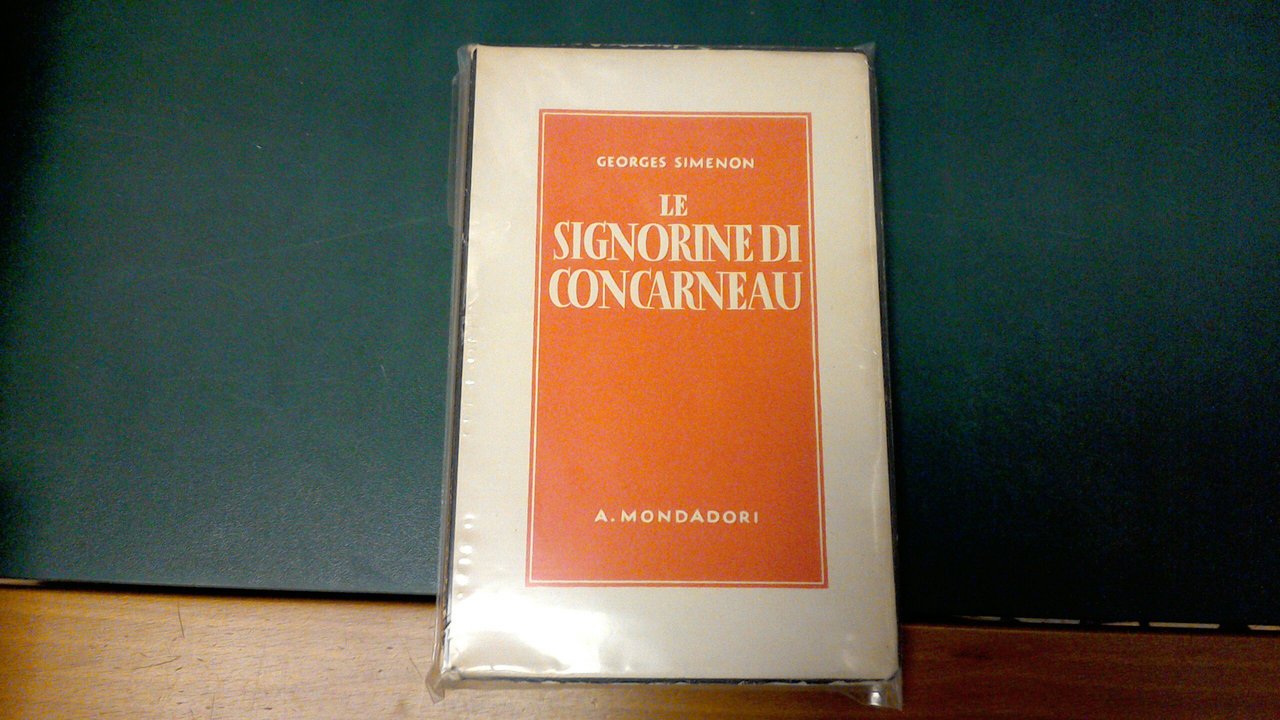 GEORGES SIMENON
LE
SIGNORINE DI
CONCARNEAU
A. MONDADORI